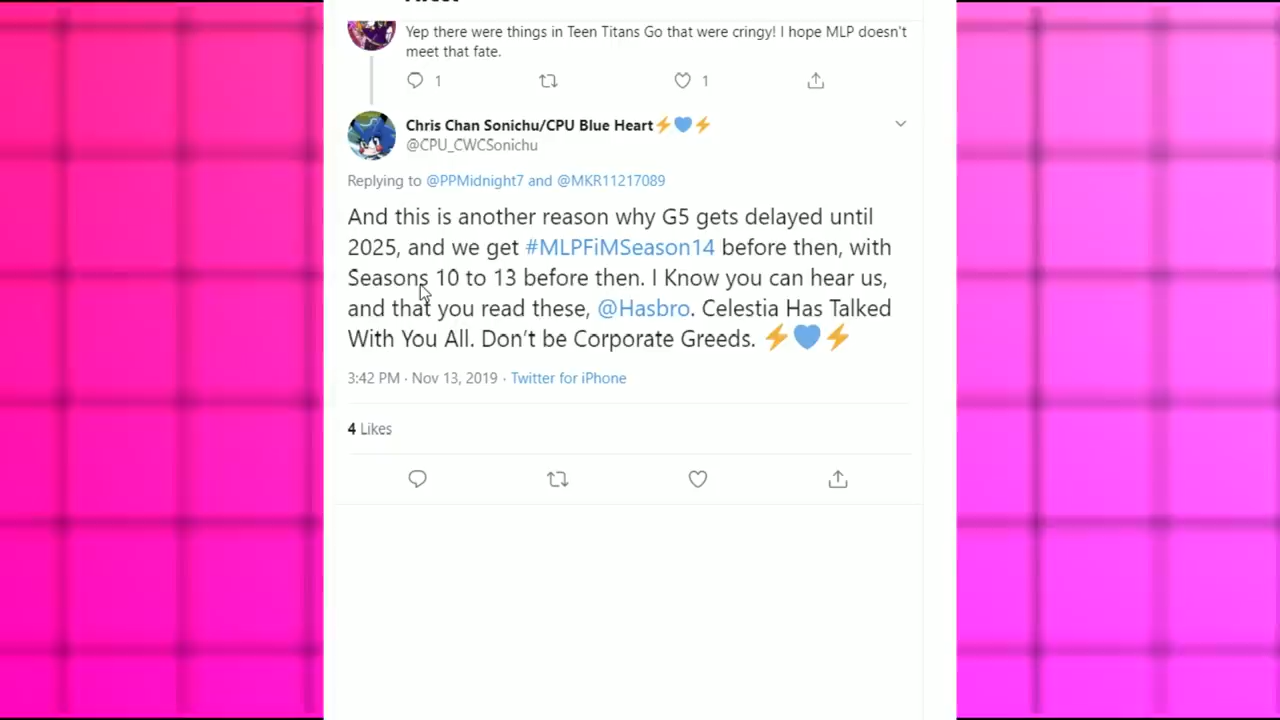 Yep there were things in Teen Titans Go that were cringy! I hope MLP doesn't
meet that fate.
1 1
Chris Chan Sonichu/CPU Blue Heart⚡💙⚡
@CPU_CWCSonichu
Replying to @PPMidnight7 and @MKR11217089
And this is another reason why G5 gets delayed until
2025, and we get #MLPFiMSeason14 before then, with
Seasons 10 to 13 before then. I Know you can hear us,
and that you read these, @Hasbro. Celestia Has Talked
With You All. Don’t be Corporate Greeds. ⚡💙⚡
3:42 PM · Nov 13, 2019 · Twitter for iPhone
4 Likes